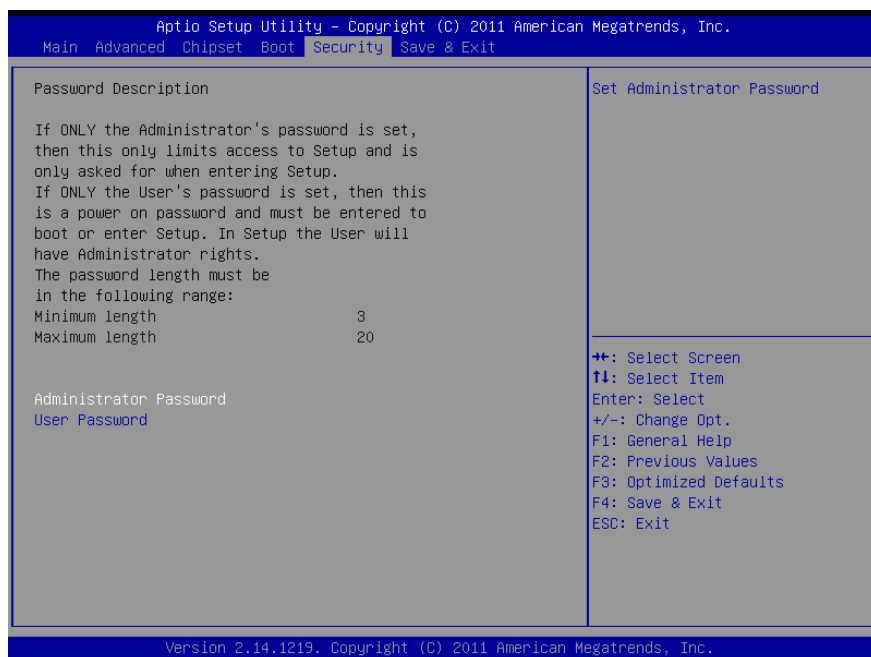 Aptio Setup Utility – Copyright (C) 2011 American Megatrends, Inc.
Main Advanced Chipset Boot Security Save & Exit
Password Description
If ONLY the Administrator's password is set,
then this only limits access to Setup and is
only asked for when entering Setup.
If ONLY the User's password is set, then this
is a power on password and must be entered to
boot or enter Setup. In Setup the User will
have Administrator rights.
The password length must be
in the following range:
Minimum length 3
Maximum length 20
Administrator Password
User Password
Set Administrator Password
→←: Select Screen
↑↓: Select Item
Enter: Select
+/-: Change Opt.
F1: General Help
F2: Previous Values
F3: Optimized Defaults
F4: Save & Exit
ESC: Exit
Version 2.14.1219. Copyright (C) 2011 American Megatrends, Inc.